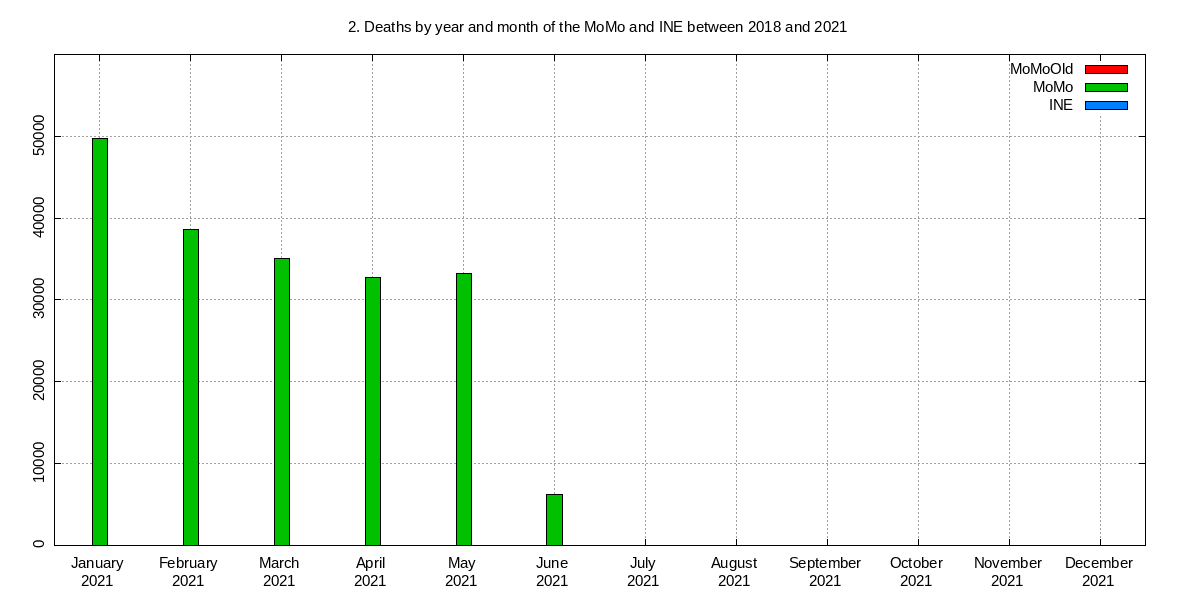 2. Deaths by year and month of the MoMo and INE between 2018 and 2021
MoMoOld
MoMo
INE
50000
40000
30000
20000
10000
0
January February March April May June July August September October November December
2021 2021 2021 2021 2021 2021 2021 2021 2021 2021 2021 2021